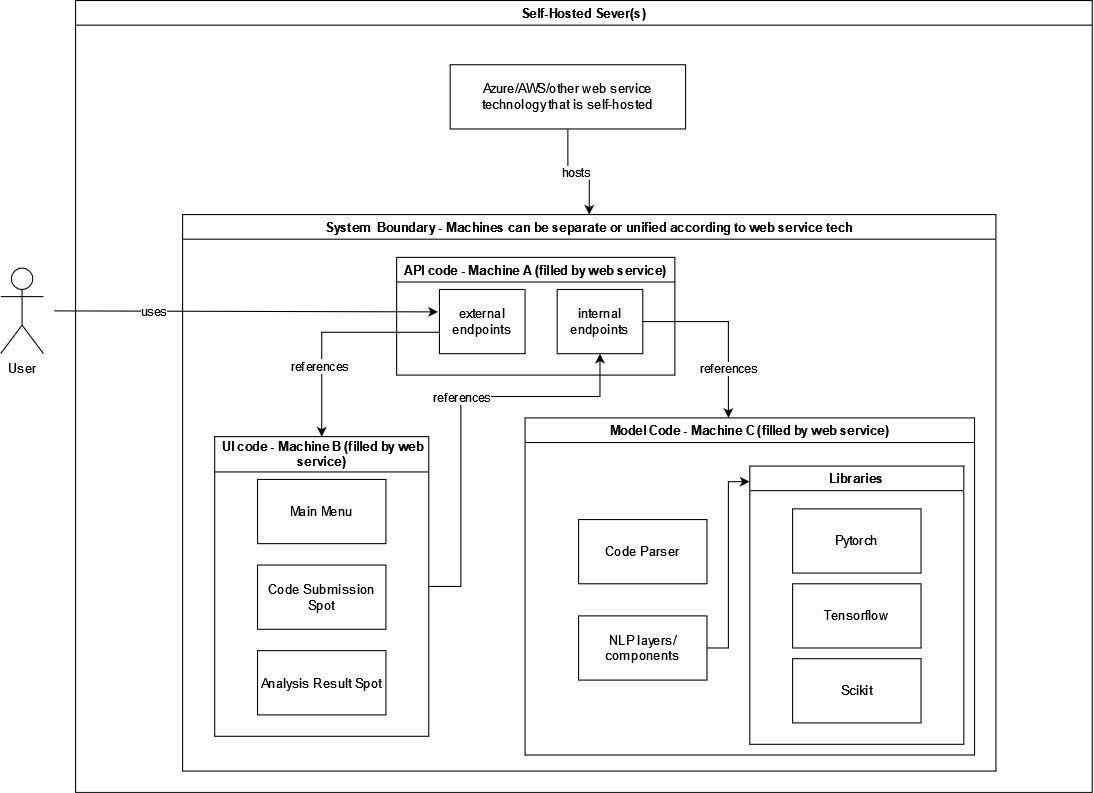 Self-Hosted Sever(s)
Azure/AWS/other web service
technology that is self-hosted
hosts
System Boundary - Machines can be separate or unified according to web service tech
API code - Machine A (filled by web service)
external
endpoints
internal
endpoints
uses
User
references
references
references
UI code - Machine B (filled by web
service)
Main Menu
Code Submission
Spot
Analysis Result Spot
Model Code - Machine C (filled by web service)
Code Parser
NLP layers/
components
Libraries
Pytorch
Tensorflow
Scikit